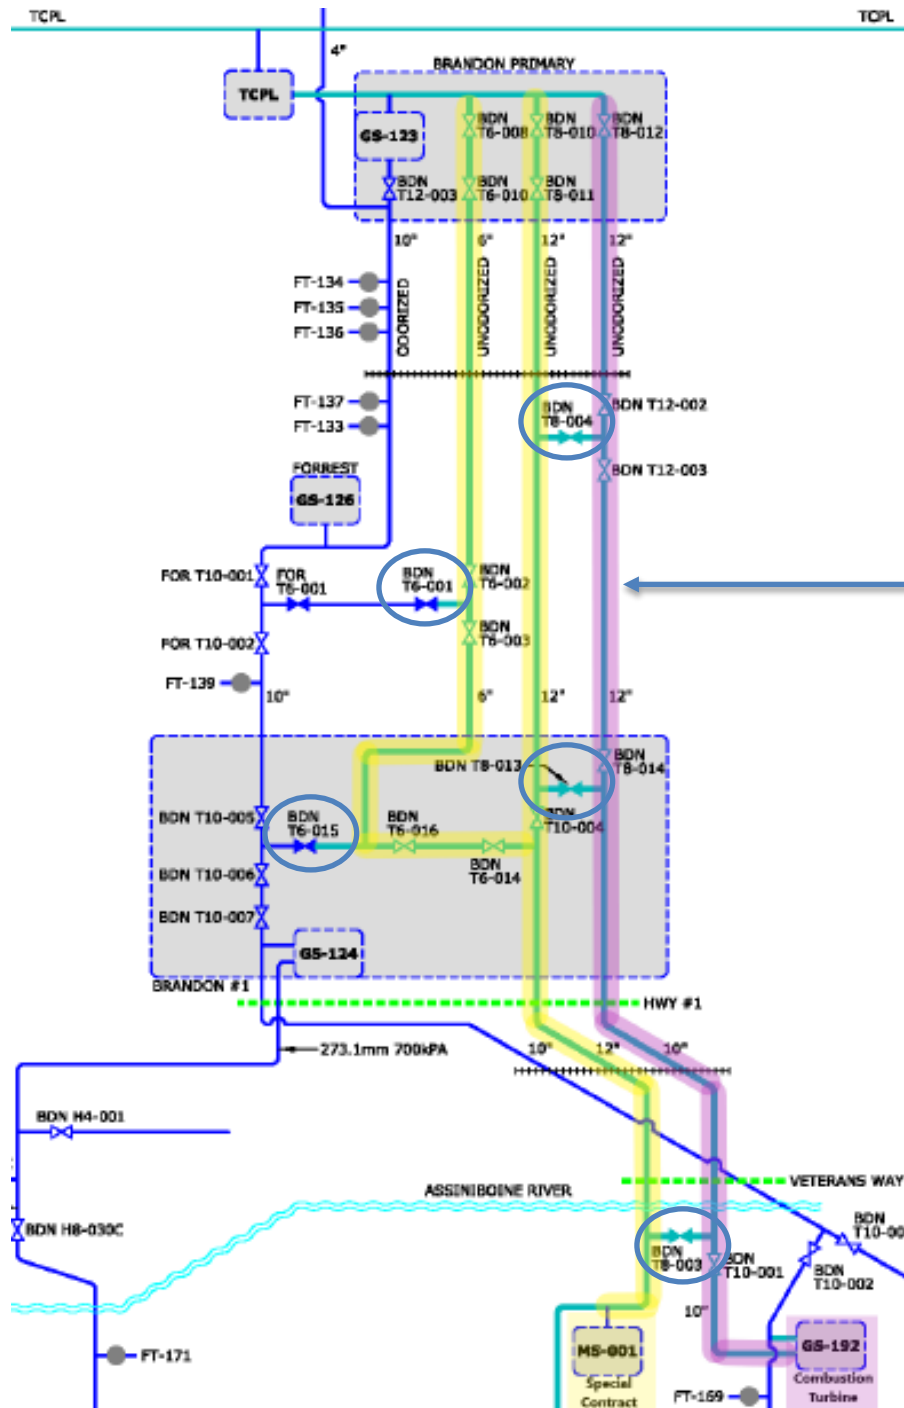 TCPL
TCPL
4"
BRANDON PRIMARY
TCPL
GS-123
BDN
T6-008
BDN
T8-010
BDN
T8-012
BDN
T12-003
BDN
T6-010
BDN
T8-011
10"
6"
12"
12"
ODORIZED
UNODORIZED
UNODORIZED
UNODORIZED
FT-134
FT-135
FT-136
FT-137
FT-133
BDN
T8-004
BDN T12-002
BDN T12-003
FORREST
GS-126
FOR T10-001
FOR
T6-001
BDN
T6-001
BDN
T6-002
BDN
T6-003
FOR T10-002
FT-139
10"
6"
12"
12"
BDN T8-013
BDN
T8-014
BDN T10-005
BDN
T6-015
BDN
T6-016
BDN
T10-004
BDN
T6-014
BDN T10-006
BDN T10-007
GS-124
BRANDON #1
HWY #1
273.1mm 700kPA
10"
12"
10"
BDN H4-001
ASSINIBOINE RIVER
VETERANS WAY
BDN H8-030C
BDN
T8-003
BDN
T10-001
BDN
T10-002
BDN
T10-00
10"
MS-001
Special
Contract
GS-192
Combustion
Turbine
FT-171
FT-169